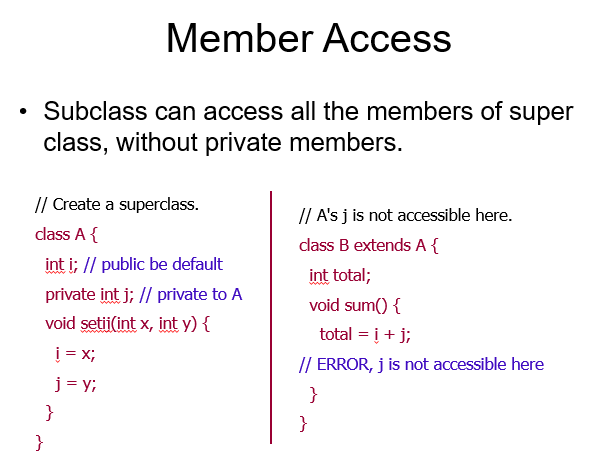 Member Access
• Subclass can access all the members of super
class, without private members.
// Create a superclass.
class A {
int i; // public be default
private int j; // private to A
void setij(int x, int y) {
i = x;
j = y;
}
}
// A's j is not accessible here.
class B extends A {
int total;
void sum() {
total = i + j;
// ERROR, j is not accessible here
}
}